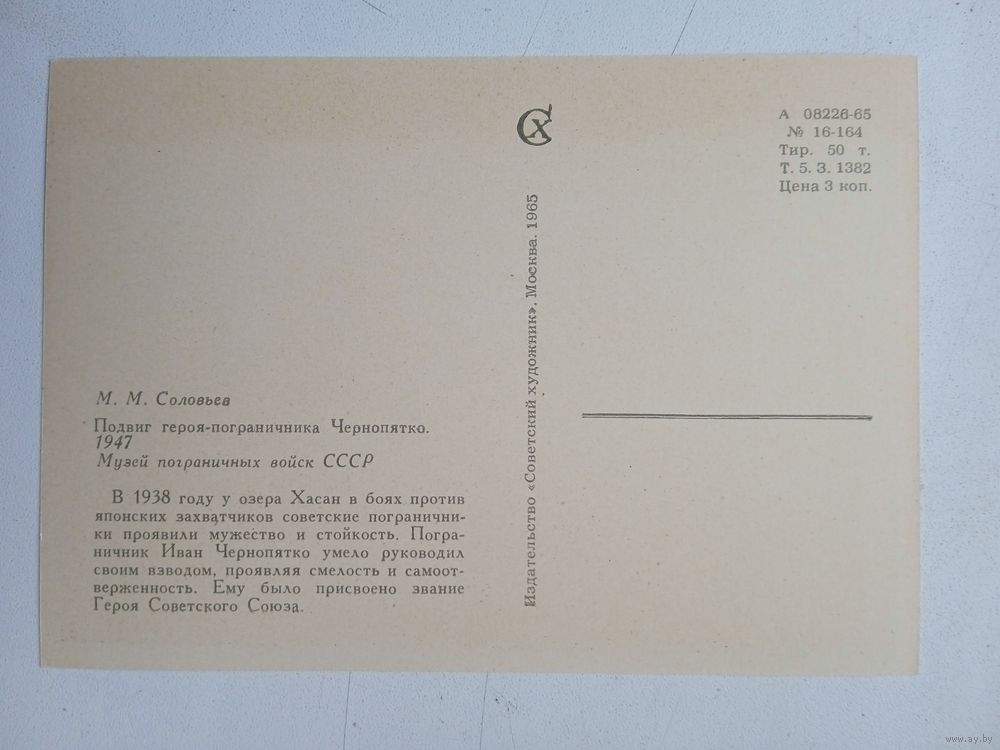 М. М. Соловьев
Подвиг героя-пограничника Чернопятко.
1947
Музей пограничных войск СССР
В 1938 году у озера Хасан в боях против
японских захватчиков советские погранични-
ки проявили мужество и стойкость. Погра-
ничник Иван Чернопятко умело руководил
своим взводом, проявляя смелость и самоот-
верженность. Ему было присвоено звание
Героя Советского Союза.
СХ
Издательство «Советский художник». Москва. 1965
А 08226-65
№ 16-164
Тир. 50 т.
Т. 5. З. 1382
Цена 3 коп.
www.ay.by